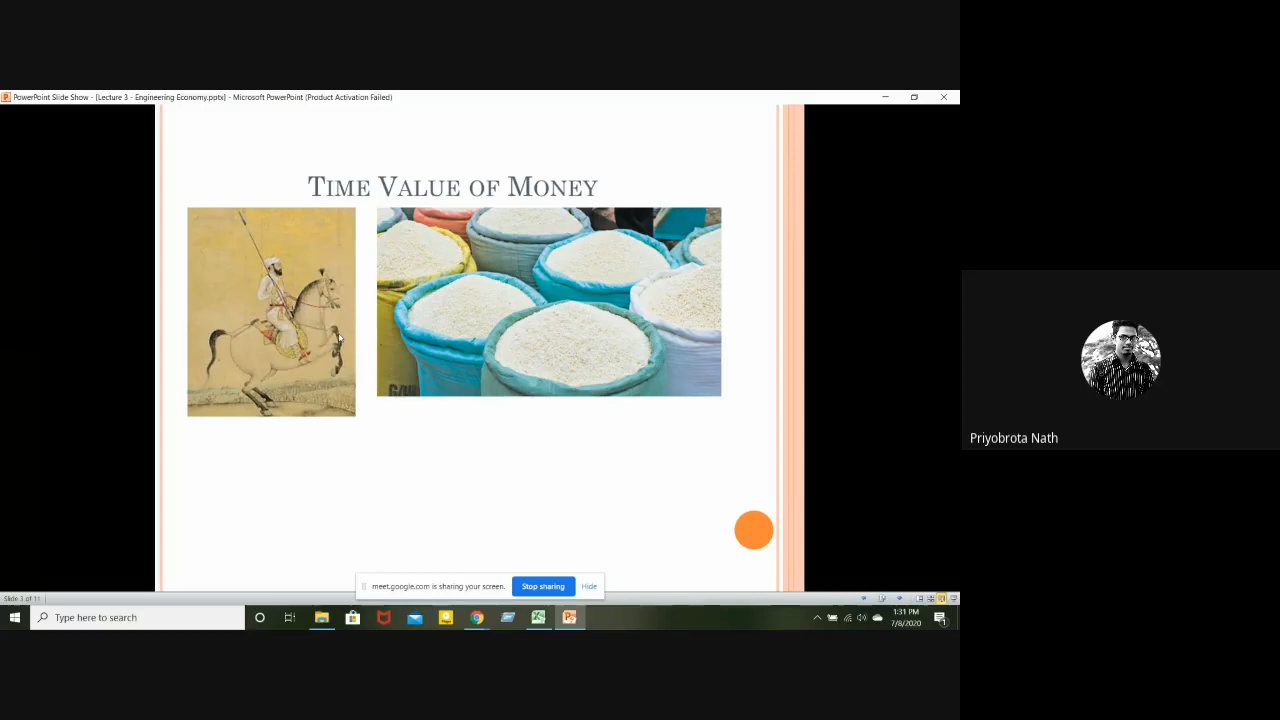 PowerPoint Slide Show - [Lecture 3 - Engineering Economy.pptx] - Microsoft PowerPoint (Product Activation Failed)
TIME VALUE OF MONEY
Priyobrota Nath
meet.google.com is sharing your screen.
Stop sharing
Hide
Slide 3 of 11
Type here to search
1:31 PM
7/8/2020